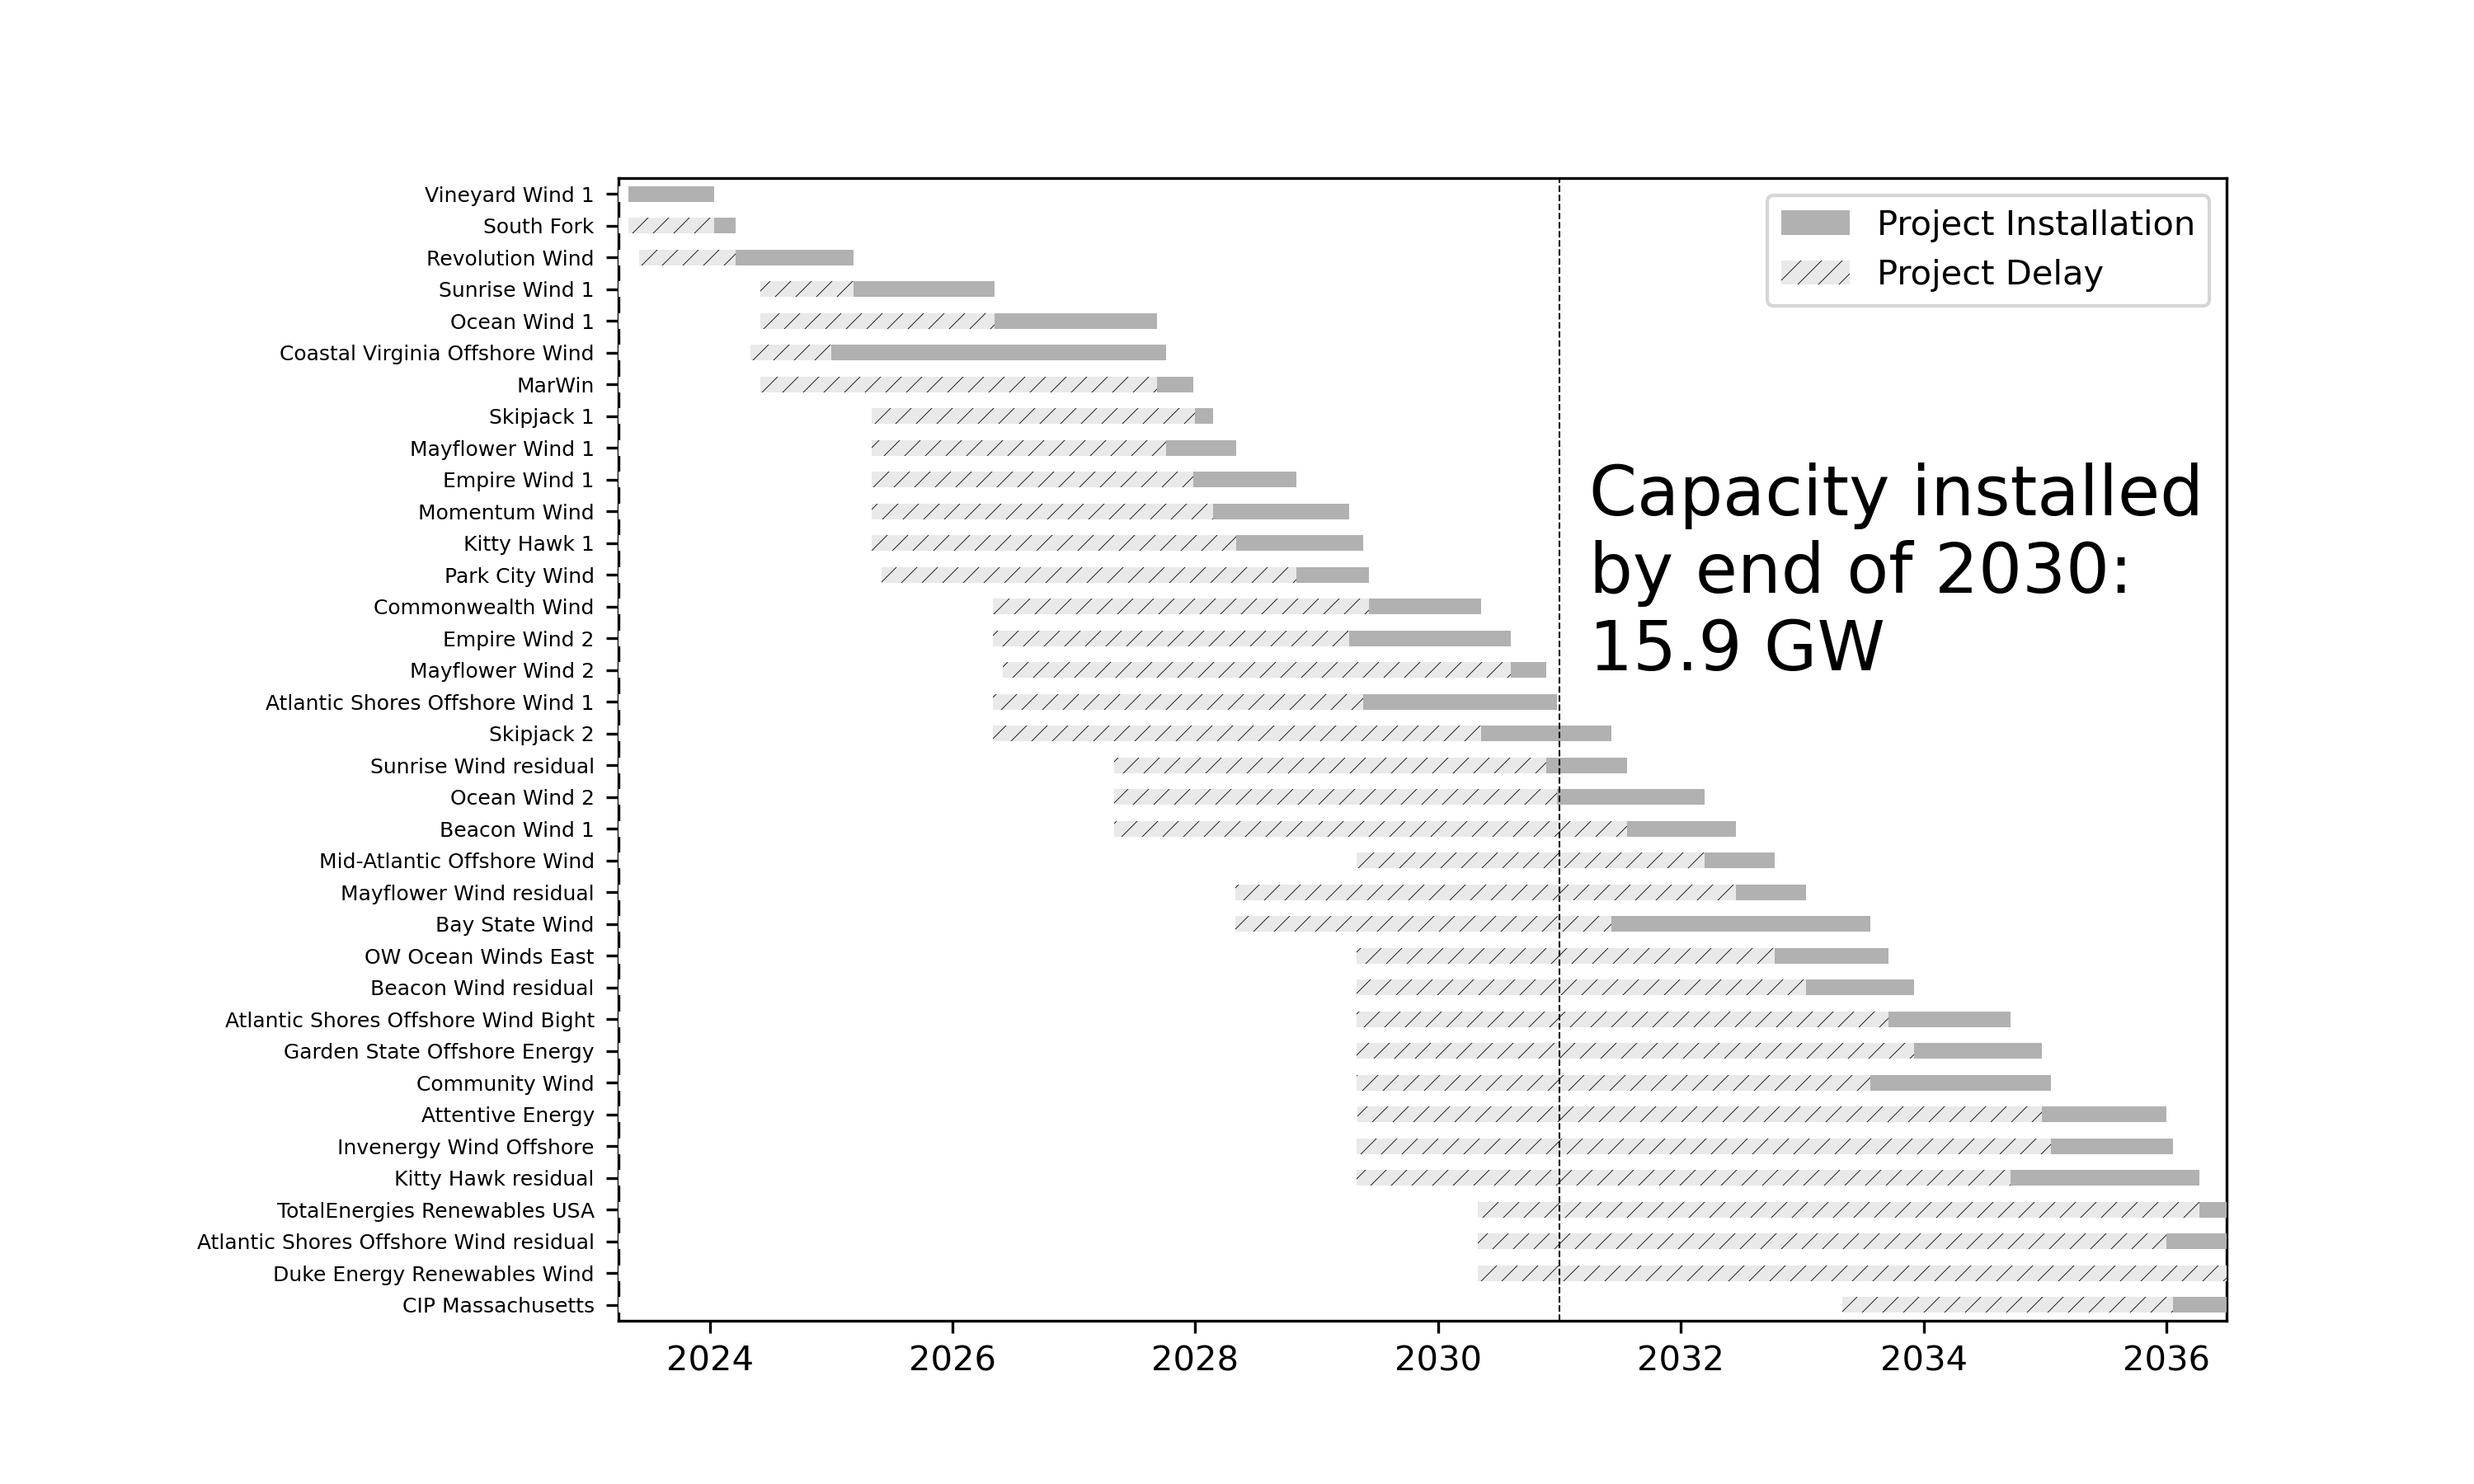 Vineyard Wind 1
South Fork
Revolution Wind
Sunrise Wind 1
Ocean Wind 1
Coastal Virginia Offshore Wind
MarWin
Skipjack 1
Mayflower Wind 1
Empire Wind 1
Momentum Wind
Kitty Hawk 1
Park City Wind
Commonwealth Wind
Empire Wind 2
Mayflower Wind 2
Atlantic Shores Offshore Wind 1
Skipjack 2
Sunrise Wind residual
Ocean Wind 2
Beacon Wind 1
Mid-Atlantic Offshore Wind
Mayflower Wind residual
Bay State Wind
OW Ocean Winds East
Beacon Wind residual
Atlantic Shores Offshore Wind Bight
Garden State Offshore Energy
Community Wind
Attentive Energy
Invenergy Wind Offshore
Kitty Hawk residual
TotalEnergies Renewables USA
Atlantic Shores Offshore Wind residual
Duke Energy Renewables Wind
CIP Massachusetts
Project Installation
Project Delay
Capacity installed
by end of 2030:
15.9 GW
2024 2026 2028 2030 2032 2034 2036